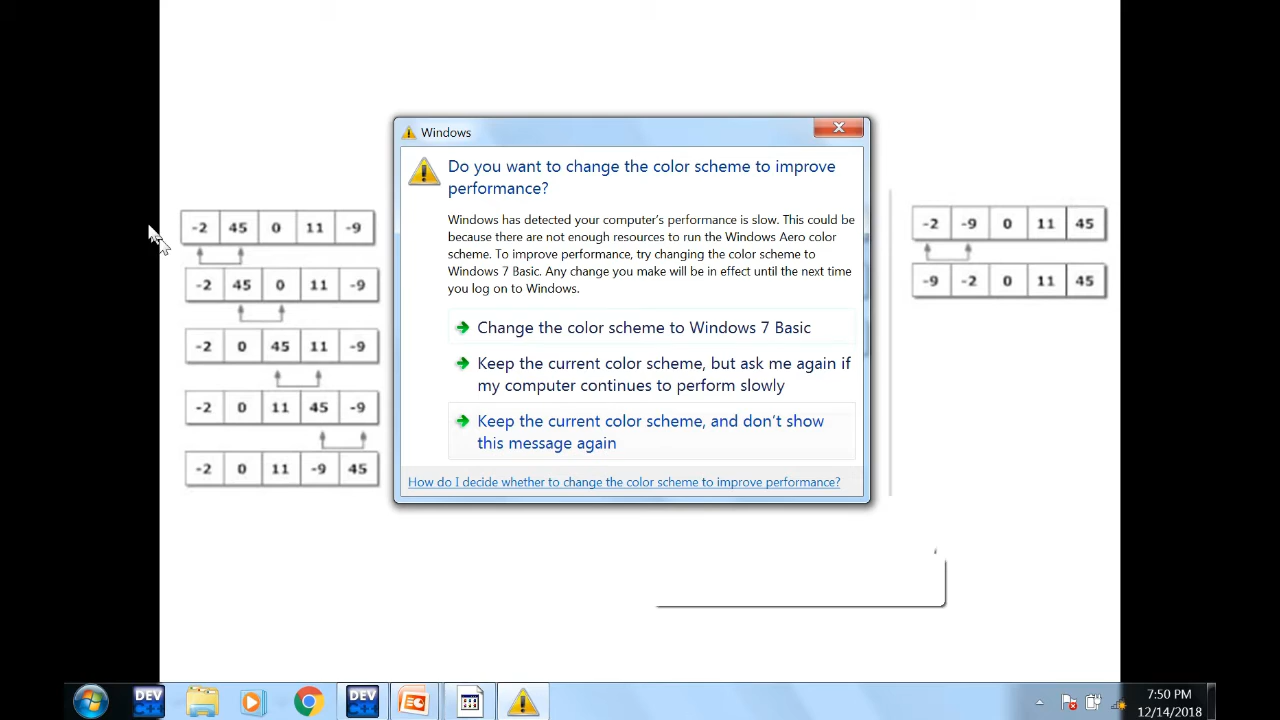 Windows
Do you want to change the color scheme to improve
performance?
Windows has detected your computer's performance is slow. This could be
because there are not enough resources to run the Windows Aero color
scheme. To improve performance, try changing the color scheme to
Windows 7 Basic. Any change you make will be in effect until the next time
you log on to Windows.
Change the color scheme to Windows 7 Basic
Keep the current color scheme, but ask me again if
my computer continues to perform slowly
Keep the current color scheme, and don't show
this message again
How do I decide whether to change the color scheme to improve performance?
-2 45 0 11 -9
-2 45 0 11 -9
-2 0 45 11 -9
-2 0 11 45 -9
-2 0 11 -9 45
-2 -9 0 11 45
-9 -2 0 11 45
DEV
DEV
7:50 PM
12/14/2018